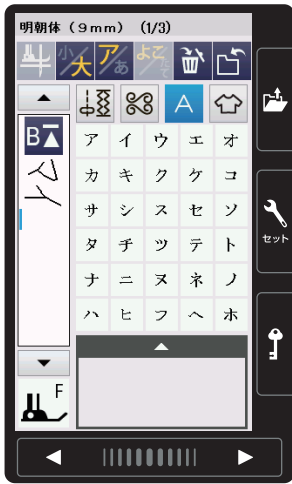 明朝体（９ｍｍ） (1/3)
小 大 ア あ よこ たて
A
B
アイ
ア イ ウ エ オ
カ キ ク ケ コ
サ シ ス セ ソ
タ チ ツ テ ト
ナ ニ ヌ ネ ノ
ハ ヒ フ ヘ ホ
F
セット